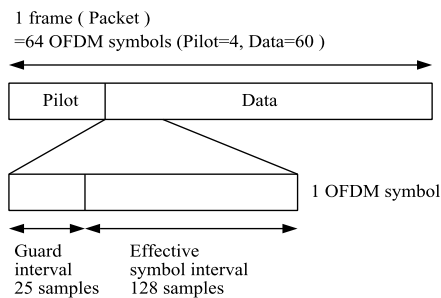 1 frame ( Packet )
=64 OFDM symbols (Pilot=4, Data=60 )
Pilot
Data
1 OFDM symbol
Guard
interval
25 samples
Effective
symbol interval
128 samples